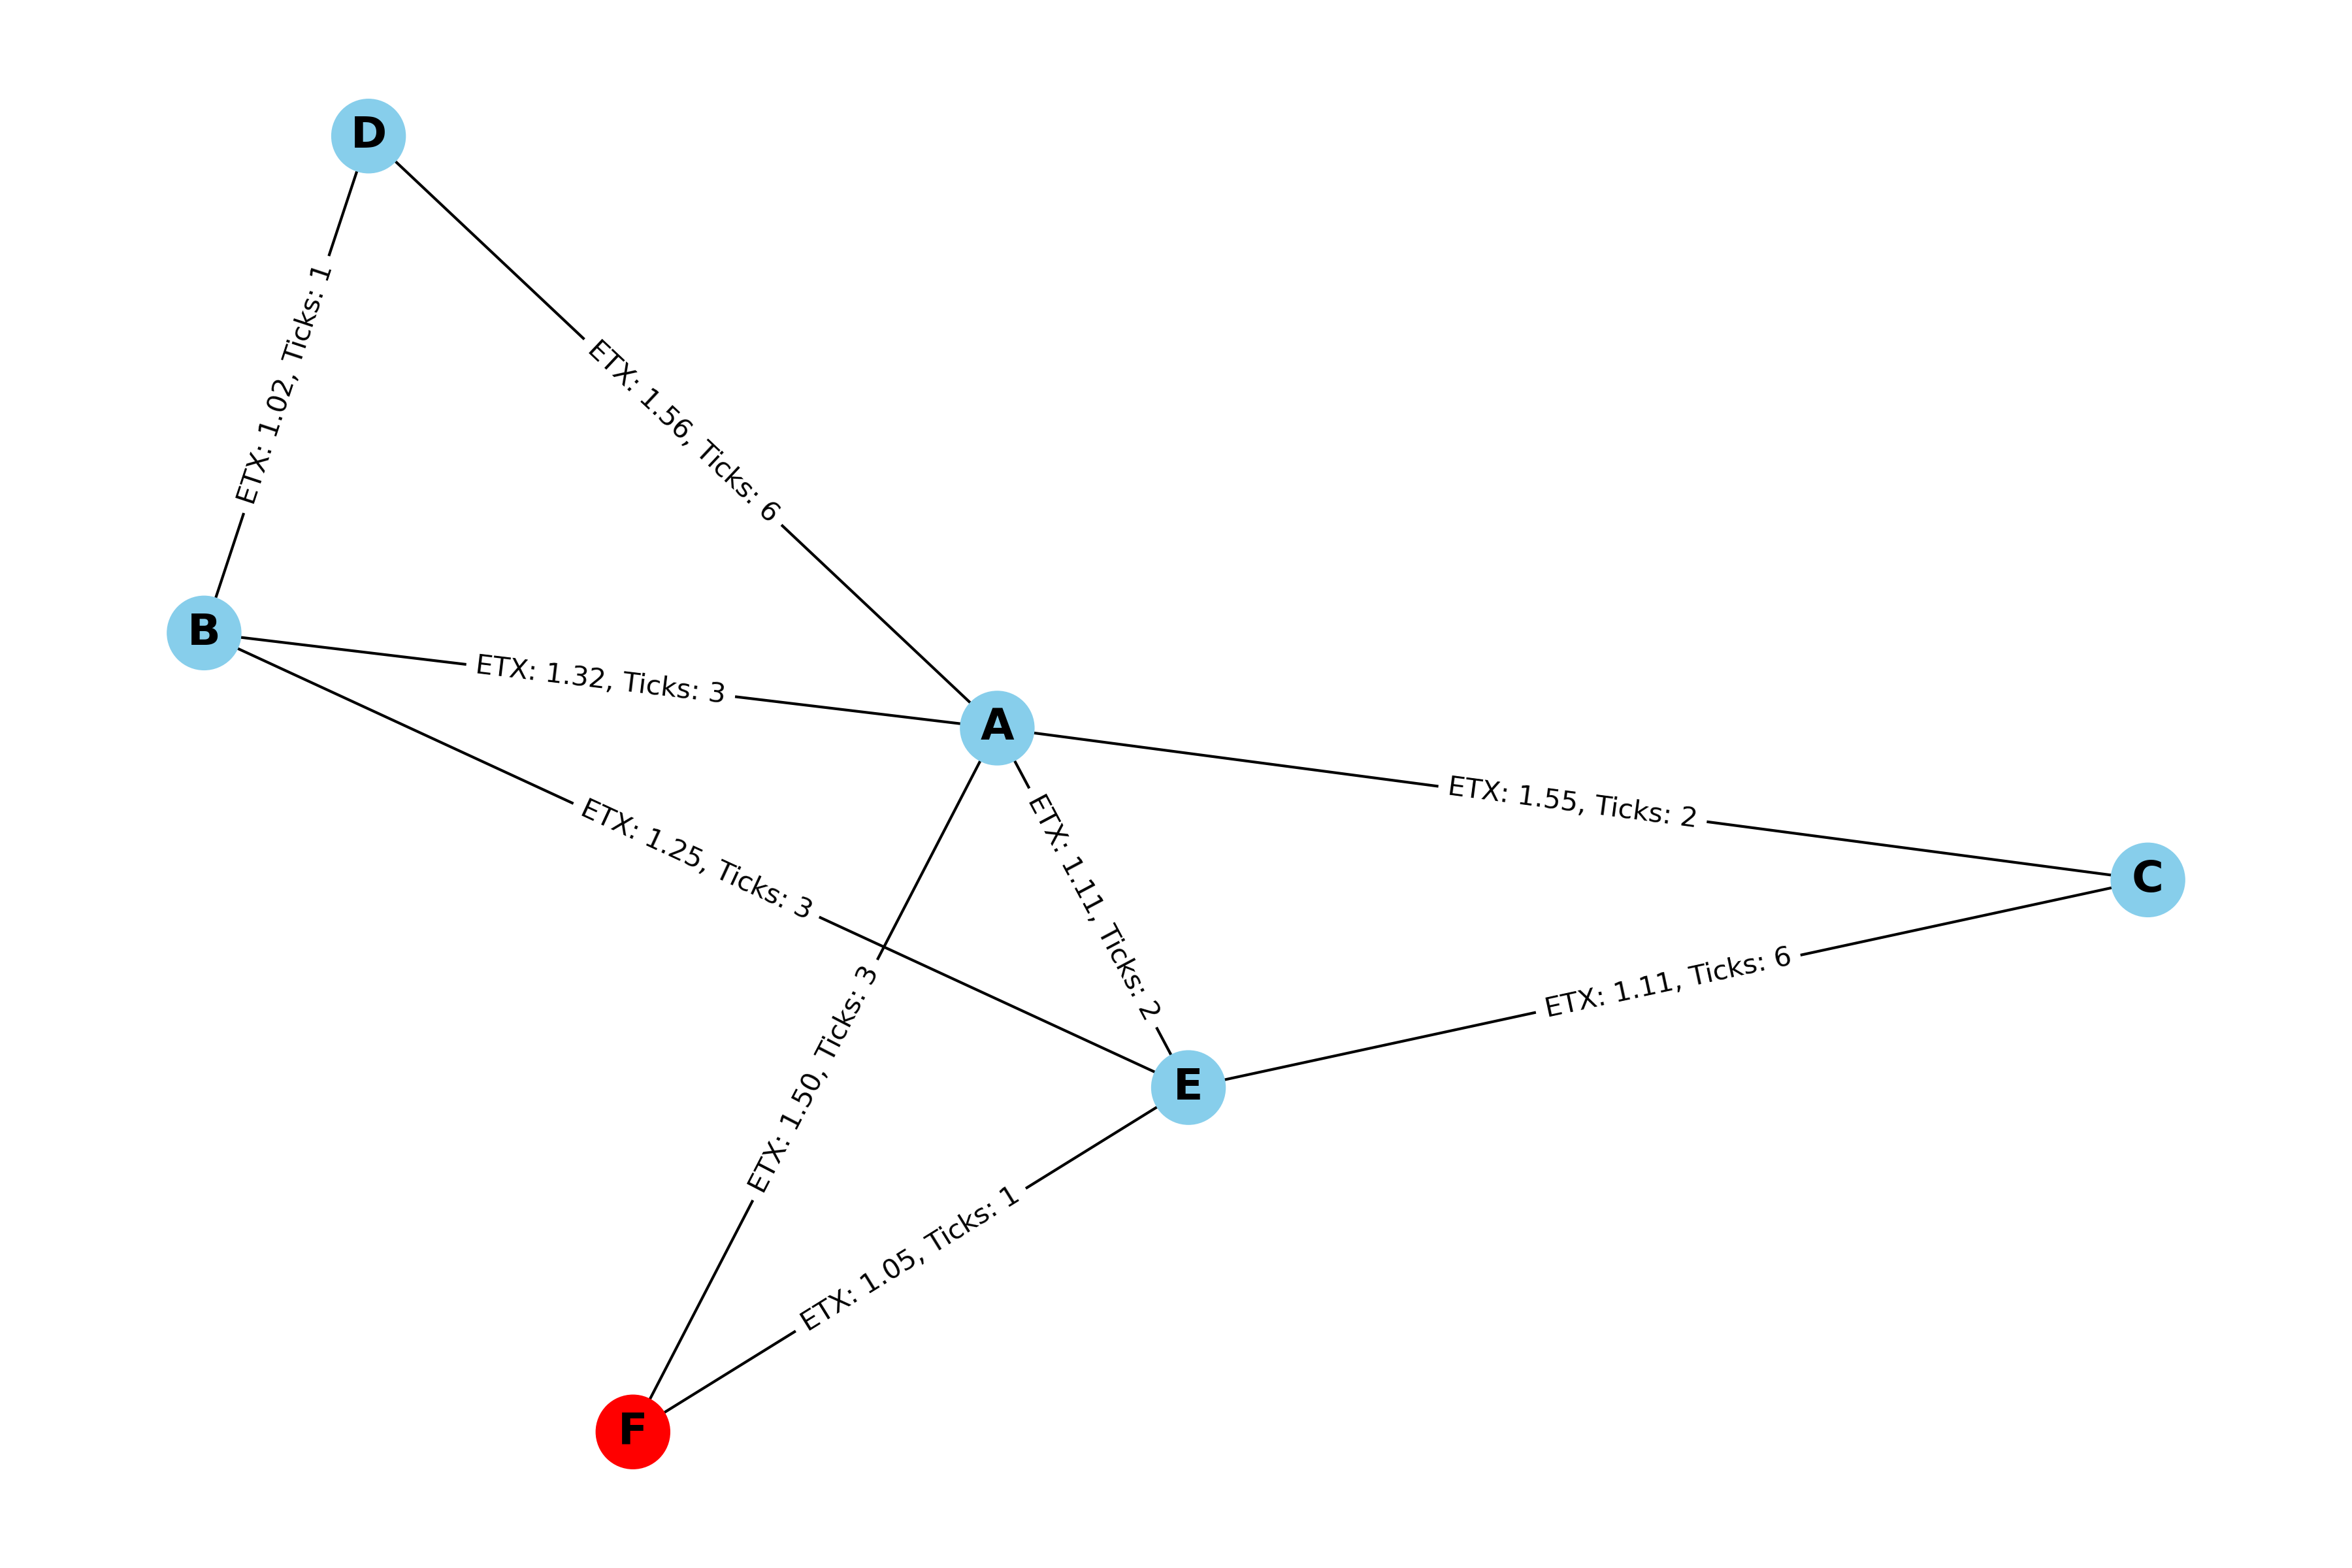 D
ETX: 1.02, Ticks: 1
ETX: 1.56, Ticks: 6
B
ETX: 1.32, Ticks: 3
A
ETX: 1.55, Ticks: 2
ETX: 1.25, Ticks: 3
ETX: 1.11, Ticks: 2
C
ETX: 1.11, Ticks: 6
ETX: 1.50, Ticks: 3
E
ETX: 1.05, Ticks: 1
F